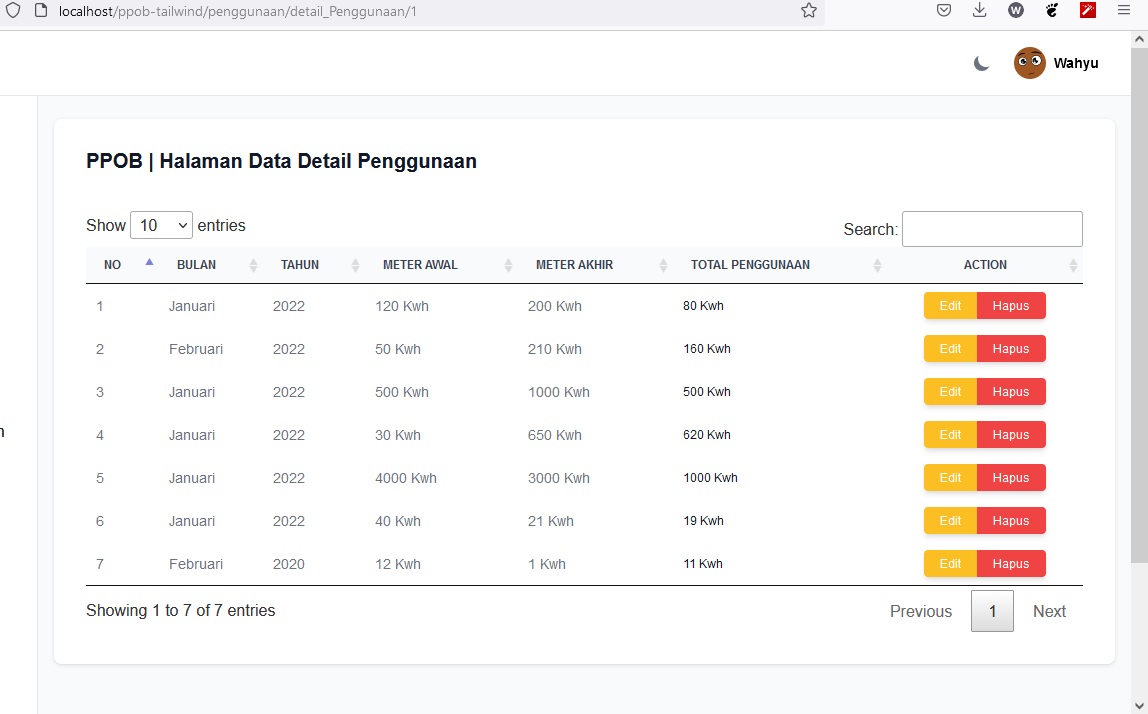 localhost/ppob-tailwind/penggunaan/detail_Penggunaan/1
W
Wahyu
PPOB | Halaman Data Detail Penggunaan
Show 10 entries
Search:
NO BULAN TAHUN METER AWAL METER AKHIR TOTAL PENGGUNAAN ACTION
1 Januari 2022 120 Kwh 200 Kwh 80 Kwh Edit Hapus
2 Februari 2022 50 Kwh 210 Kwh 160 Kwh Edit Hapus
3 Januari 2022 500 Kwh 1000 Kwh 500 Kwh Edit Hapus
4 Januari 2022 30 Kwh 650 Kwh 620 Kwh Edit Hapus
5 Januari 2022 4000 Kwh 3000 Kwh 1000 Kwh Edit Hapus
6 Januari 2022 40 Kwh 21 Kwh 19 Kwh Edit Hapus
7 Februari 2020 12 Kwh 1 Kwh 11 Kwh Edit Hapus
Showing 1 to 7 of 7 entries
Previous 1 Next